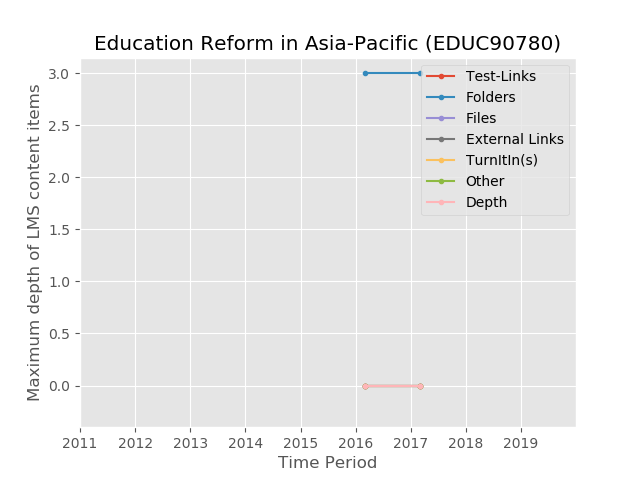 Education Reform in Asia-Pacific (EDUC90780)
Maximum depth of LMS content items
3.0
2.5
2.0
1.5
1.0
0.5
0.0
Test-Links
Folders
Files
External Links
TurnItIn(s)
Other
Depth
2011 2012 2013 2014 2015 2016 2017 2018 2019
Time Period